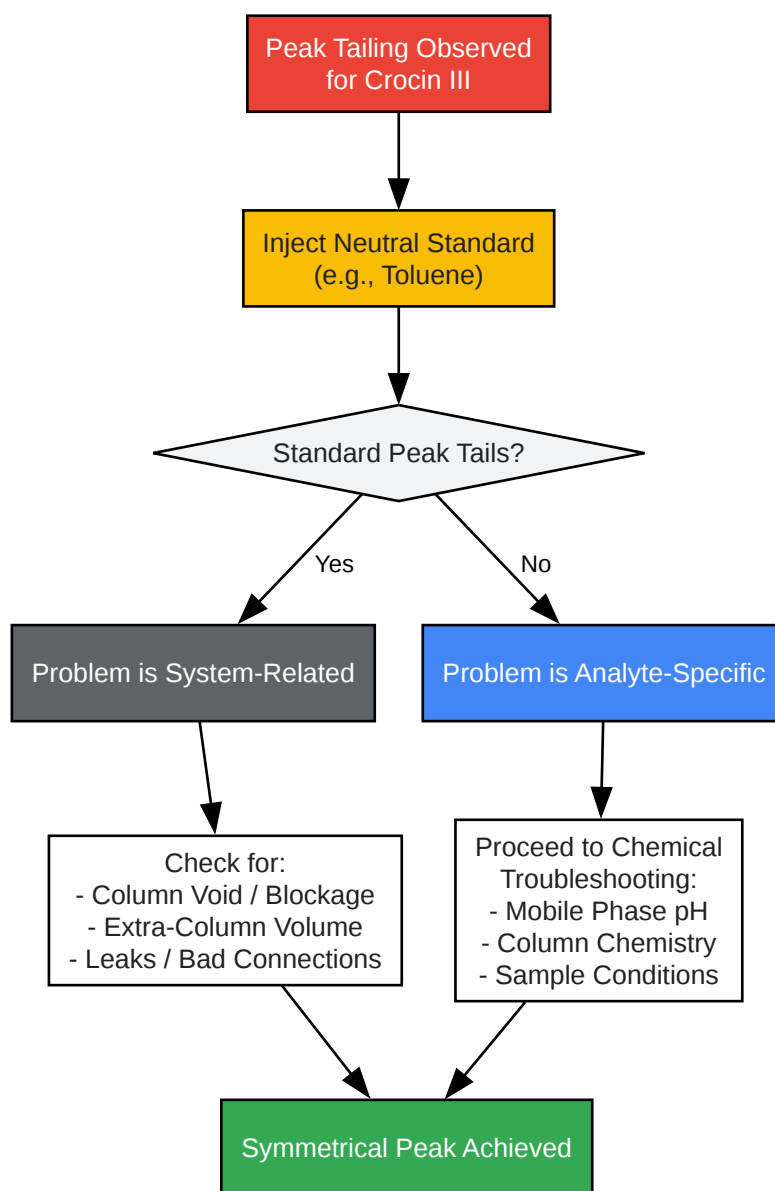 Peak Tailing Observed
for Crocin III
Inject Neutral Standard
(e.g., Toluene)
Standard Peak Tails?
Yes
No
Problem is System-Related
Problem is Analyte-Specific
Check for:
- Column Void / Blockage
- Extra-Column Volume
- Leaks / Bad Connections
Proceed to Chemical
Troubleshooting:
- Mobile Phase pH
- Column Chemistry
- Sample Conditions
Symmetrical Peak Achieved